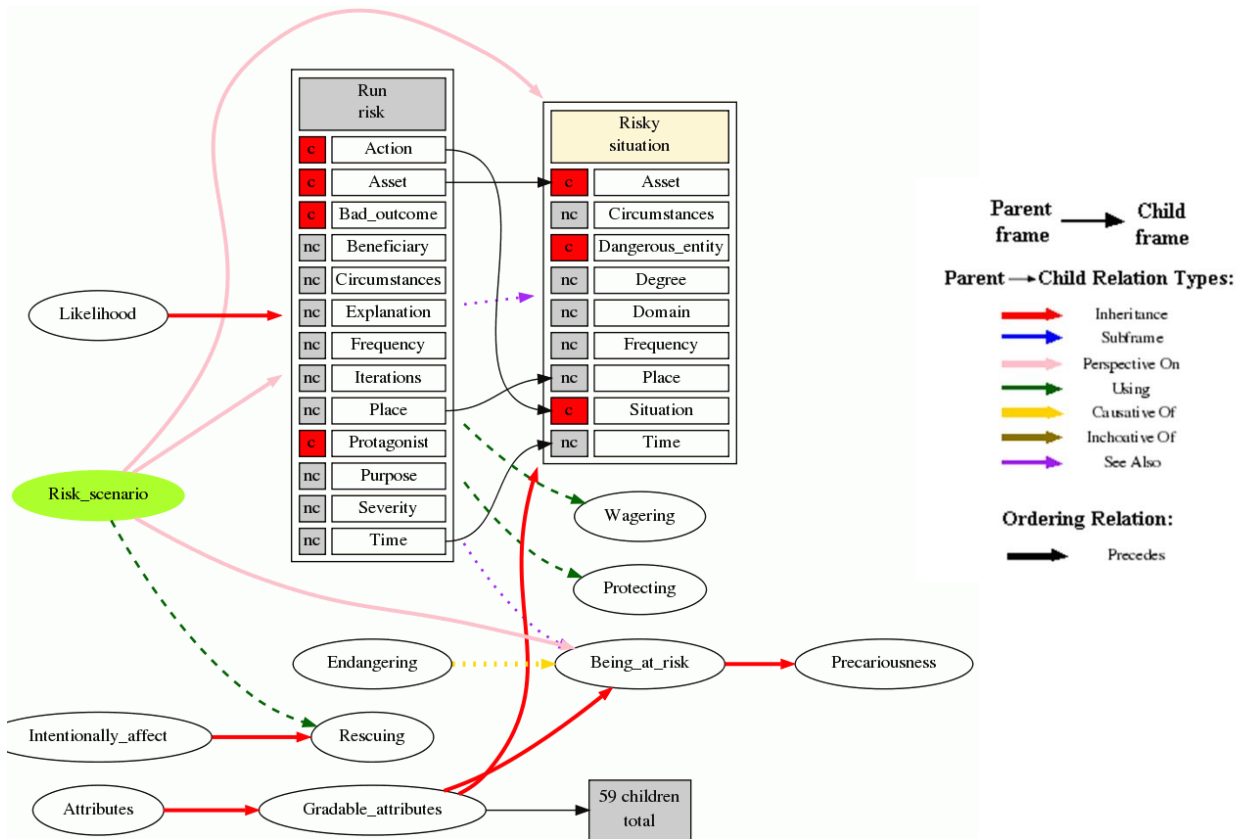 Run
risk
c Action
c Asset
c Bad_outcome
nc Beneficiary
nc Circumstances
nc Explanation
nc Frequency
nc Iterations
nc Place
c Protagonist
nc Purpose
nc Severity
nc Time
Risky
situation
c Asset
nc Circumstances
c Dangerous_entity
nc Degree
nc Domain
nc Frequency
nc Place
c Situation
nc Time
Likelihood
Risk_scenario
Wagering
Protecting
Endangering
Being_at_risk
Precariousness
Intentionally_affect
Rescuing
Attributes
Gradable_attributes
59 children
total
Parent
frame
Child
frame
Parent Child Relation Types:
Inheritance
Subframe
Perspective On
Using
Causative Of
Inchoative Of
See Also
Ordering Relation:
Precedes